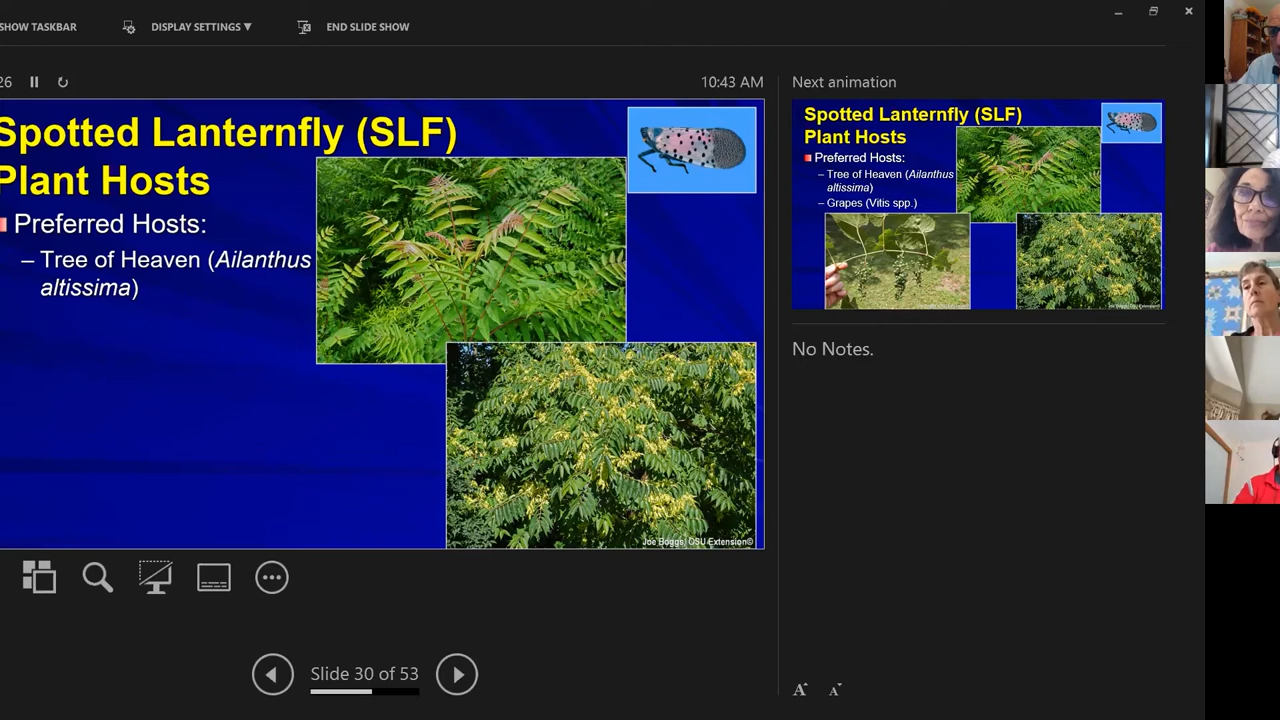 SHOW TASKBAR
DISPLAY SETTINGS ▼
END SLIDE SHOW
26
10:43 AM
Spotted Lanternfly (SLF)
Plant Hosts
Preferred Hosts:
– Tree of Heaven (Ailanthus
altissima)
Joe Boggs, OSU Extension©
Next animation
Spotted Lanternfly (SLF)
Plant Hosts
Preferred Hosts:
– Tree of Heaven (Ailanthus
altissima)
– Grapes (Vitis spp.)
No Notes.
Slide 30 of 53
A A